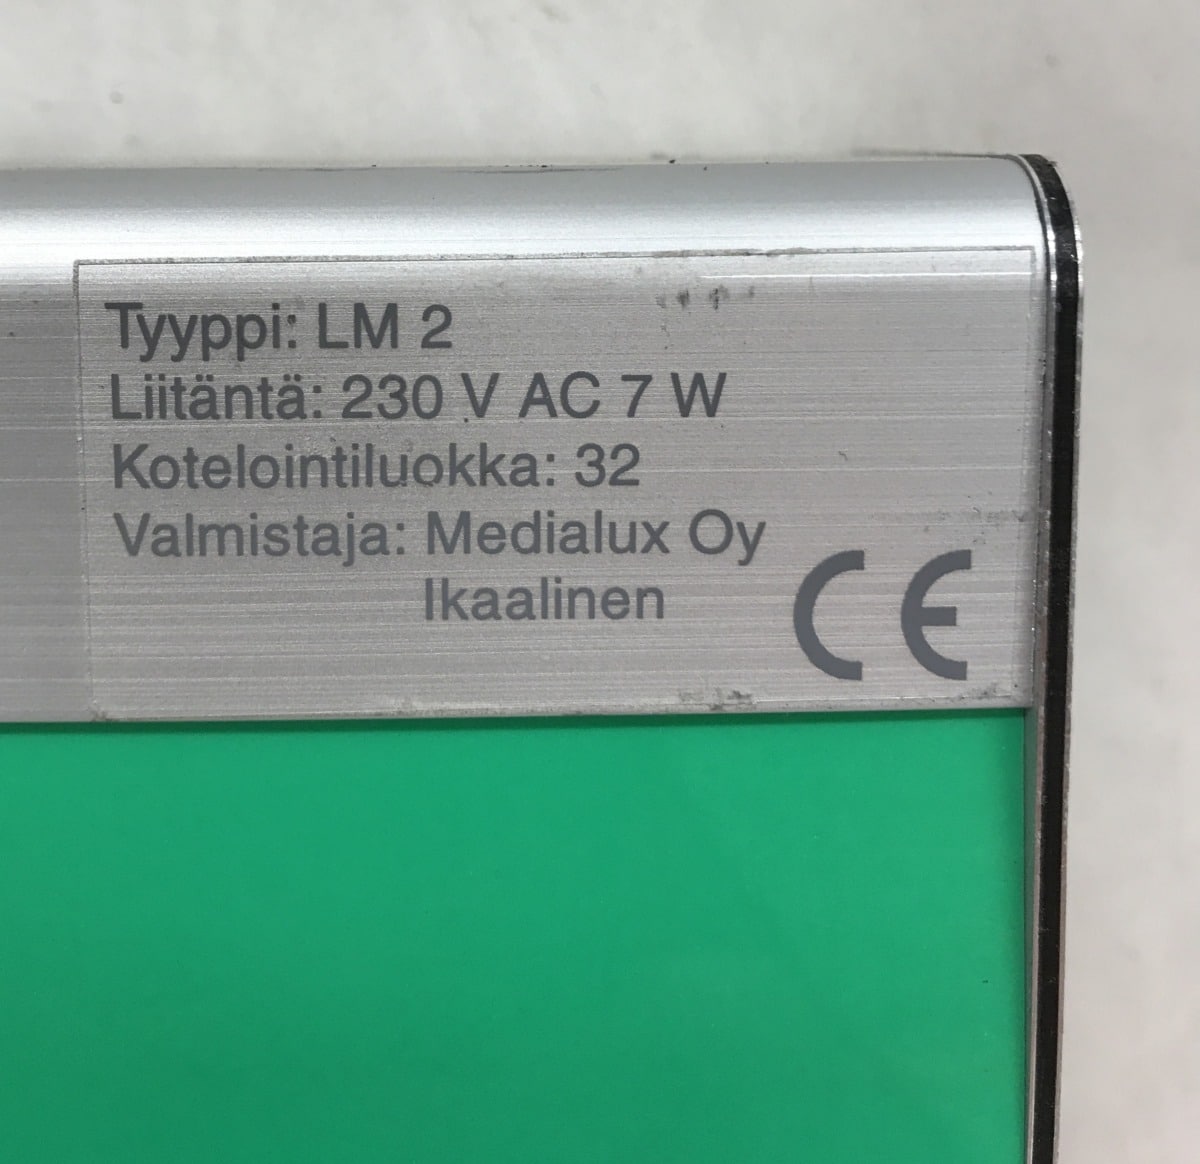 Tyyppi: LM 2
Liitäntä: 230 V AC 7 W
Kotelointiluokka: 32
Valmistaja: Medialux Oy
Ikaalinen
CE